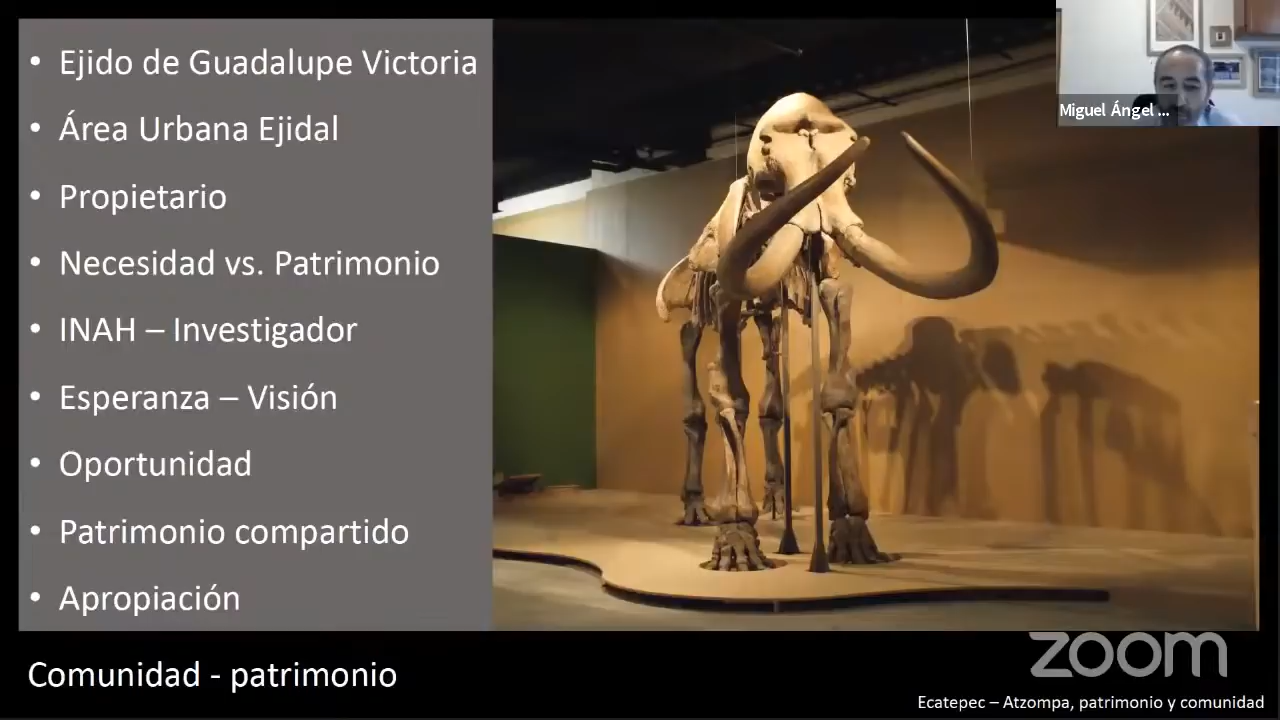 • Ejido de Guadalupe Victoria
• Área Urbana Ejidal
• Propietario
• Necesidad vs. Patrimonio
• INAH – Investigador
• Esperanza – Visión
• Oportunidad
• Patrimonio compartido
• Apropiación
Miguel Ángel ...
Comunidad - patrimonio
zoom
Ecatepec – Atzompa, patrimonio y comunidad